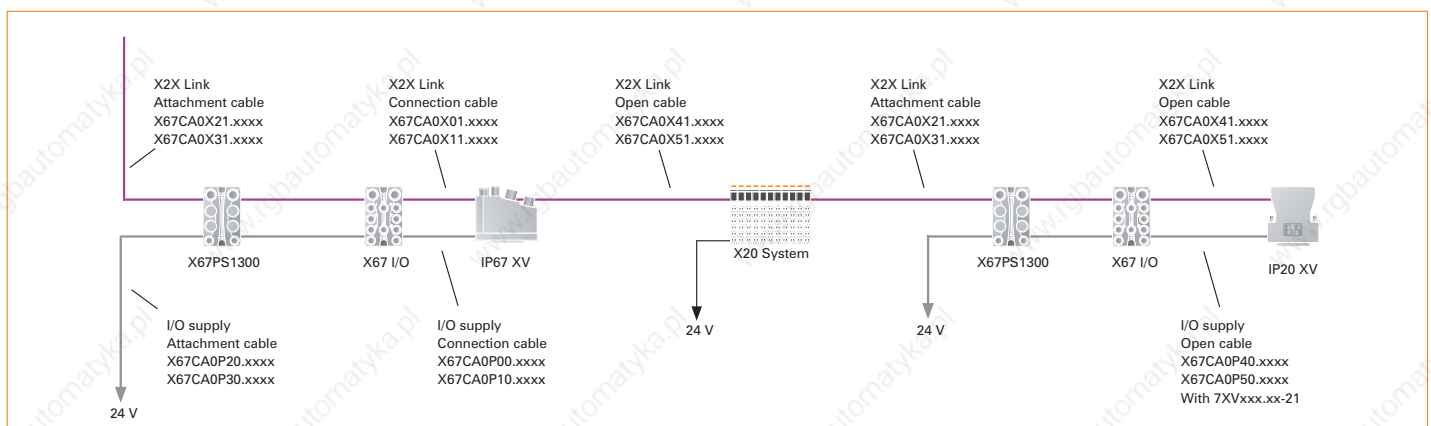 X2X Link
Attachment cable
X67CA0X21.xxxx
X67CA0X31.xxxx
X2X Link
Connection cable
X67CA0X01.xxxx
X67CA0X11.xxxx
X2X Link
Open cable
X67CA0X41.xxxx
X67CA0X51.xxxx
X2X Link
Attachment cable
X67CA0X21.xxxx
X67CA0X31.xxxx
X2X Link
Open cable
X67CA0X41.xxxx
X67CA0X51.xxxx
X67PS1300
X67 I/O
IP67 XV
X20 System
X67PS1300
X67 I/O
IP20 XV
I/O supply
Attachment cable
X67CA0P20.xxxx
X67CA0P30.xxxx
24 V
I/O supply
Connection cable
X67CA0P00.xxxx
X67CA0P10.xxxx
24 V
24 V
I/O supply
Open cable
X67CA0P40.xxxx
X67CA0P50.xxxx
With 7XVxxx.xx-21
www.rgbautomatyka.pl